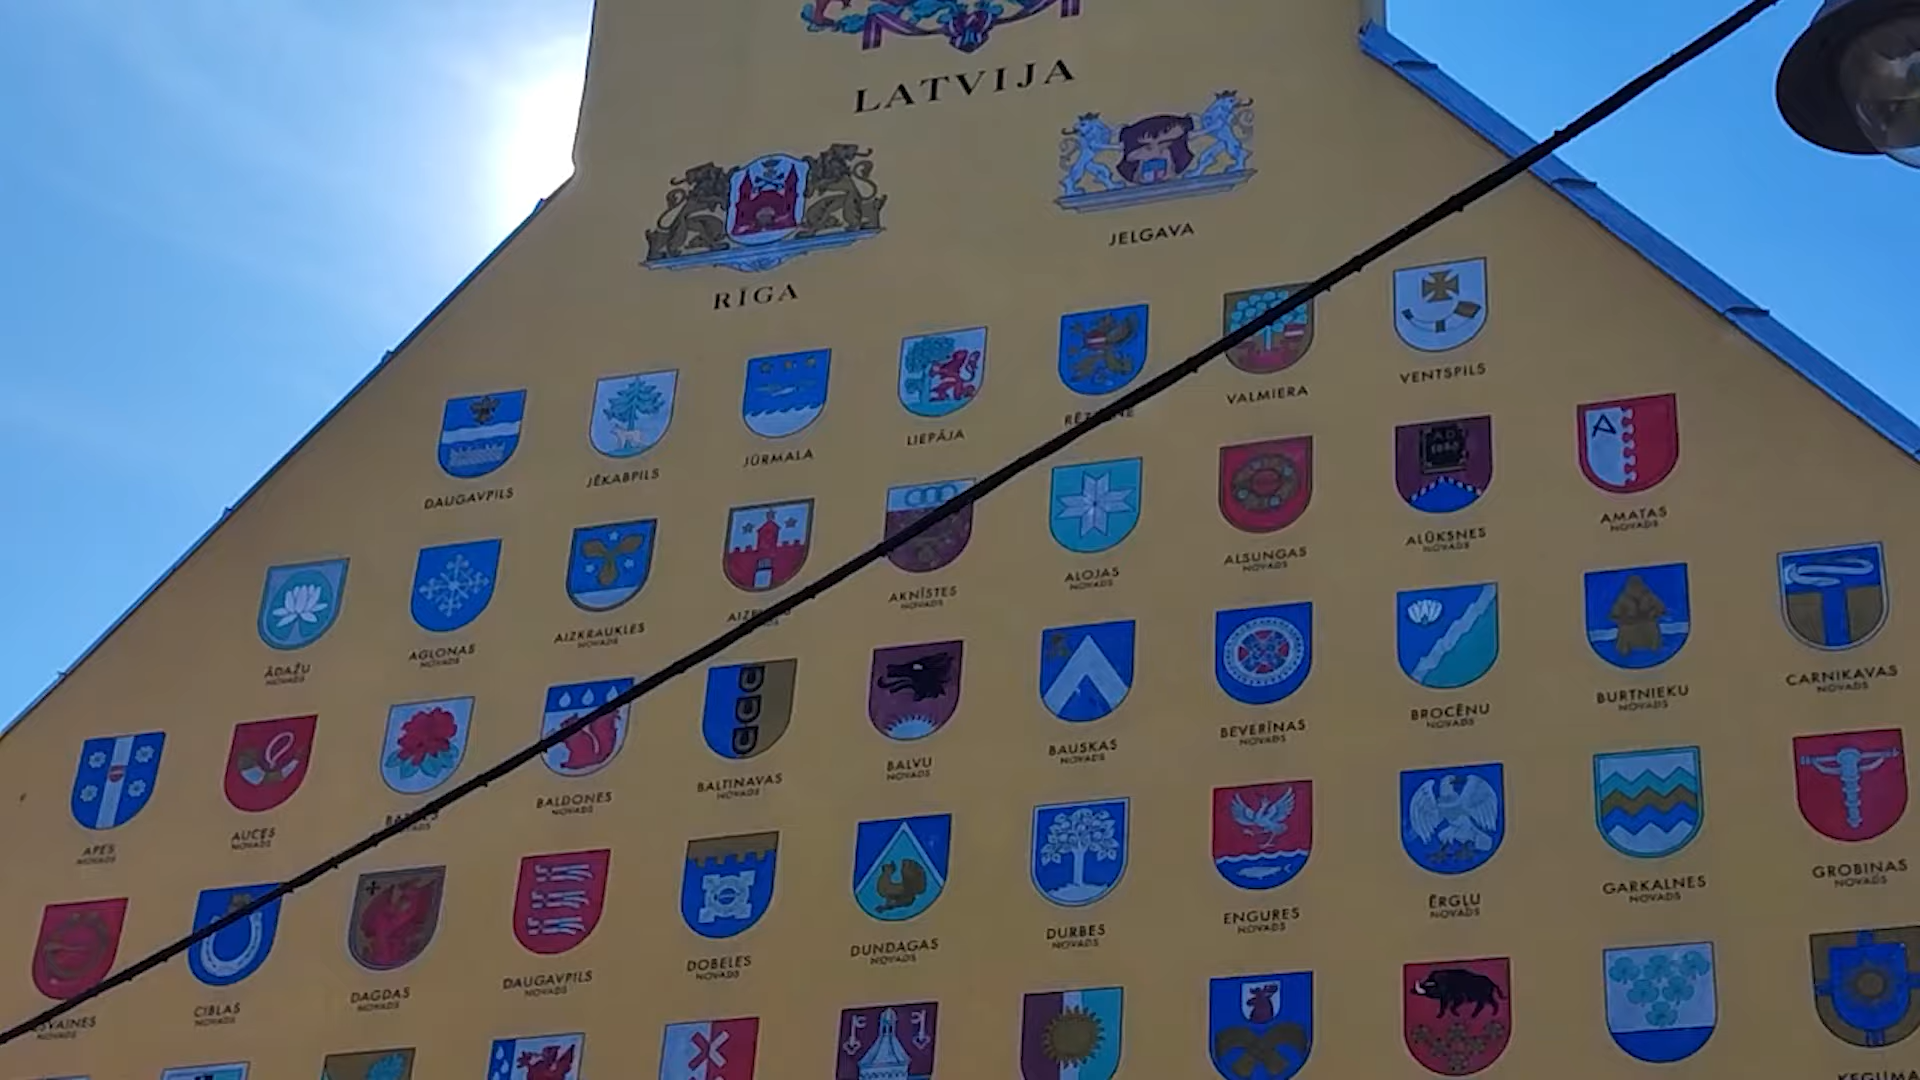 LATVIJA
RĪGA
JELGAVA
DAUGAVPILS
JĒKABPILS
JŪRMALA
LIEPĀJA
VALMIERA
VENTSPILS
ĀDAŽU
NOVADS
AGLONAS
NOVADS
AIZKRAUKLES
NOVADS
AKNĪSTES
NOVADS
ALOJAS
NOVADS
ALSUNGAS
NOVADS
ALŪKSNES
NOVADS
AMATAS
NOVADS
APES
NOVADS
AUCES
NOVADS
BALDONES
NOVADS
BALTINAVAS
NOVADS
BALVU
NOVADS
BAUSKAS
NOVADS
BEVERĪNAS
NOVADS
BROCĒNU
NOVADS
BURTNIEKU
NOVADS
CARNIKAVAS
NOVADS
NOVADS
CIBLAS
NOVADS
DAGDAS
NOVADS
DAUGAVPILS
NOVADS
DOBELES
NOVADS
DUNDAGAS
NOVADS
DURBES
NOVADS
ENGURES
NOVADS
ĒRGĻU
NOVADS
GARKALNES
NOVADS
GROBIŅAS
NOVADS